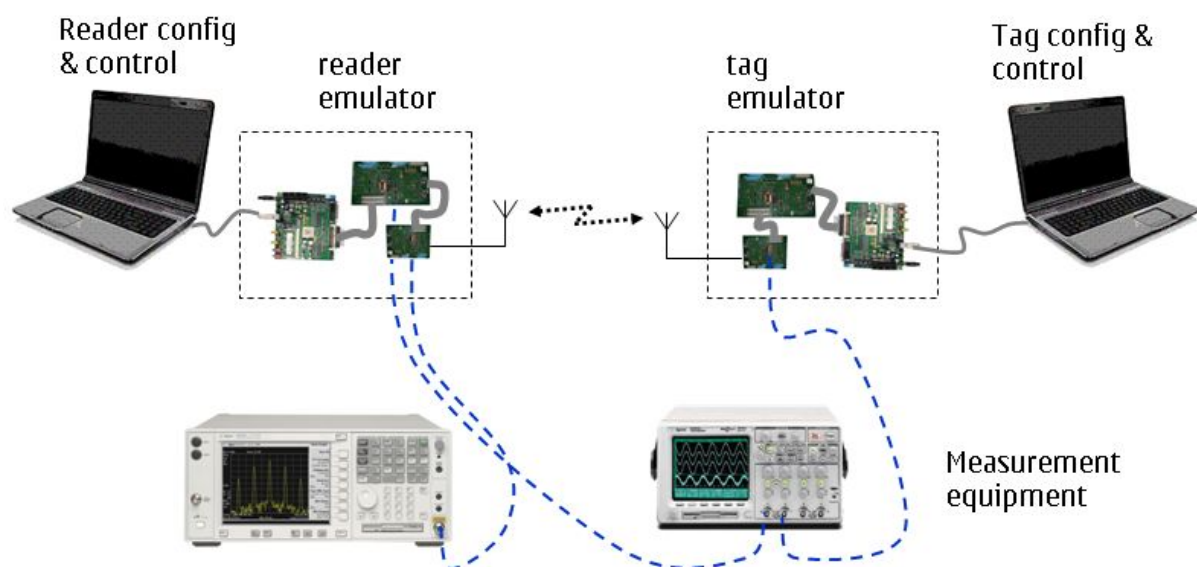 Reader config
& control
reader
emulator
tag
emulator
Tag config &
control
Measurement
equipment